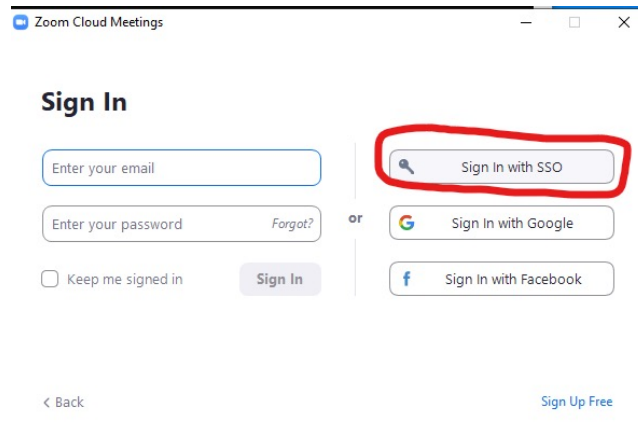 Zoom Cloud Meetings
Sign In
Enter your email
Enter your password
Forgot?
Keep me signed in
Sign In
or
Sign In with SSO
Sign In with Google
Sign In with Facebook
Back
Sign Up Free